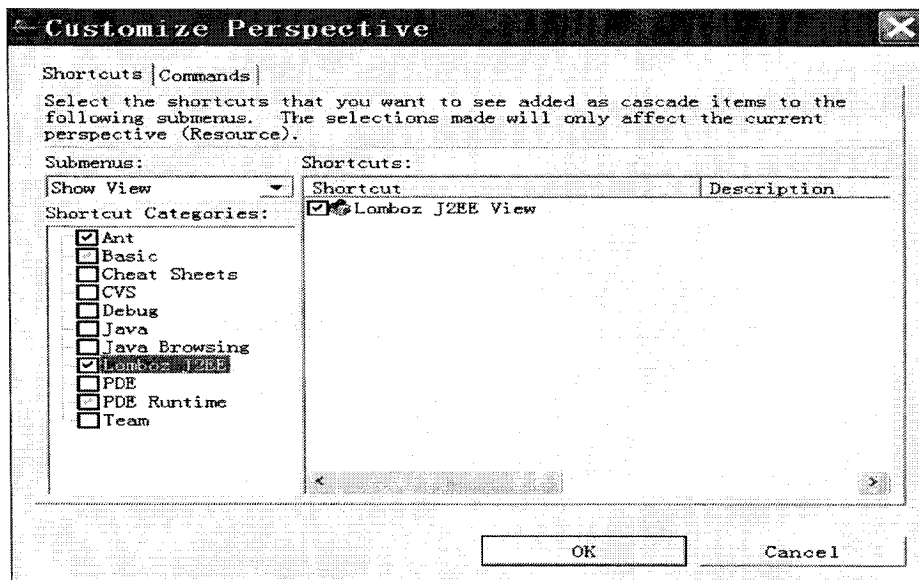 Customize Perspective
Shortcuts Commands
Select the shortcuts that you want to see added as cascade items to the
following submenus. The selections made will only affect the current
perspective (Resource).
Submenus:
Show View
Shortcut Categories:
Ant
Basic
Cheat Sheets
CVS
Debug
Java
Java Browsing
Lomboz J2EE
PDE
PDE Runtime
Team
Shortcuts:
Shortcut Description
Lomboz J2EE View
OK Cancel